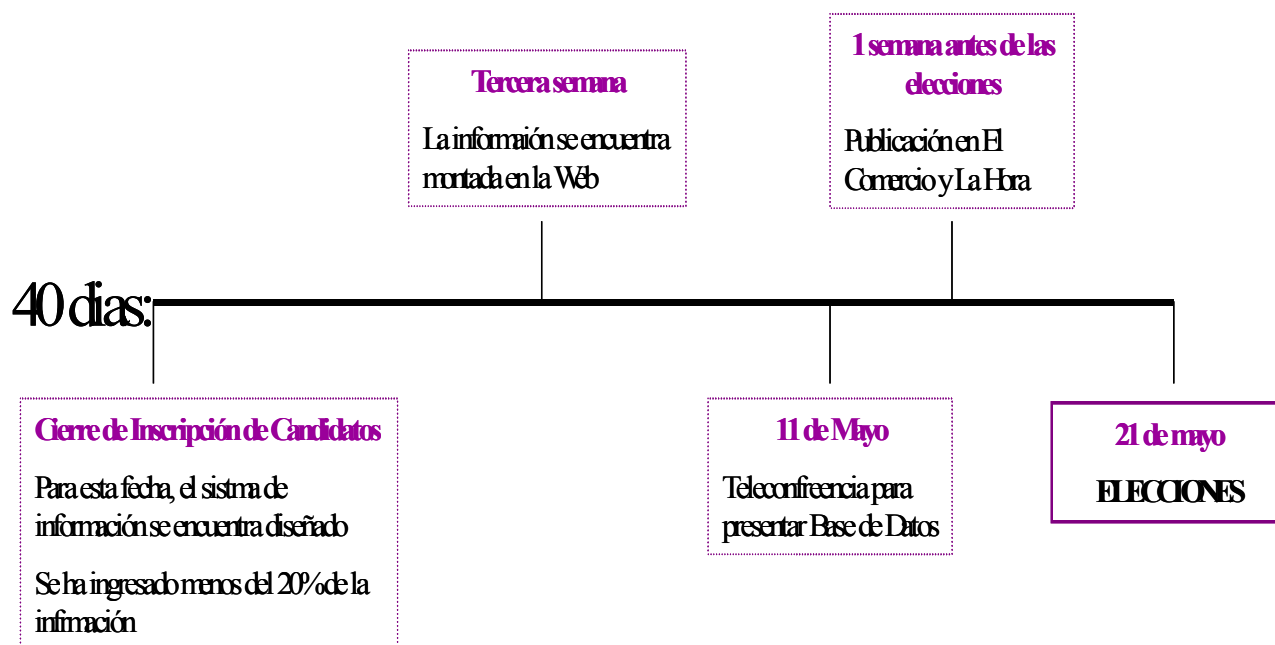 Tercera semana
La informaión se encuentra
montada en la Web
1 semana antes de las
elecciones
Publicación en El
Comercio y La Hora
40 dias:
Cierre de Inscripción de Candidatos
Para esta fecha, el sistma de
información se encuentra diseñado
Se ha ingresado menos del 20% de la
infirmación
11 de Mayo
Teleconfreencia para
presentar Base de Datos
21 de mayo
ELECCIONES